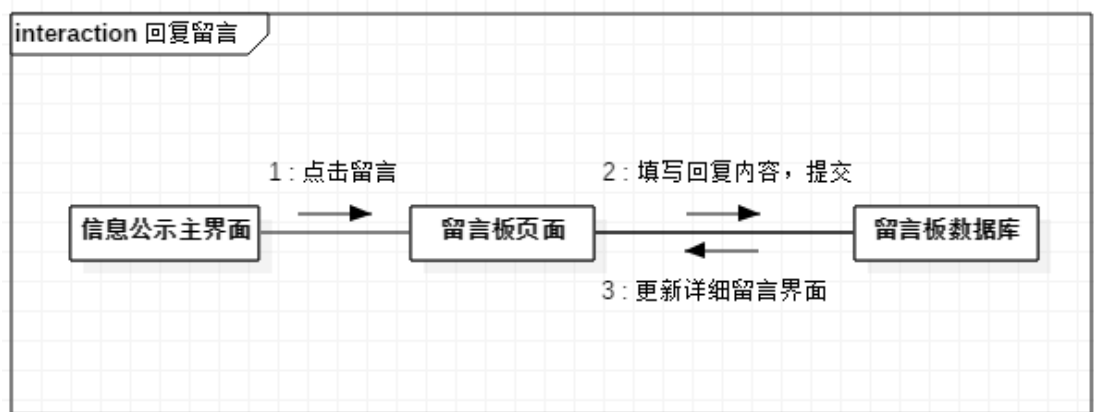 interaction 回复留言
1 : 点击留言
2 : 填写回复内容，提交
信息公示主界面
留言板页面
留言板数据库
3 : 更新详细留言界面